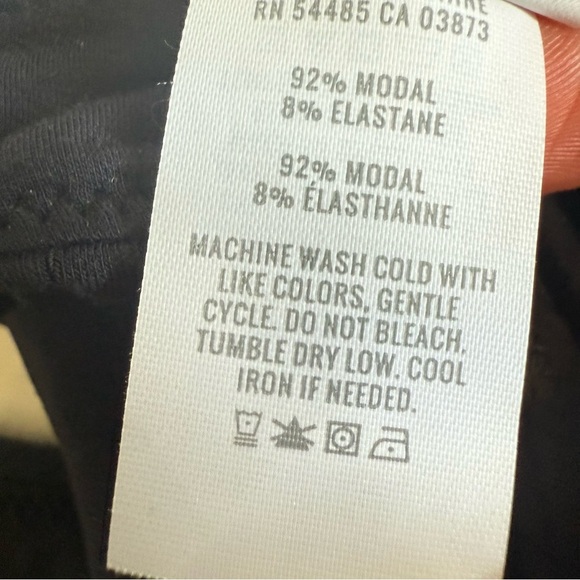 RN 54485 CA 03873
92% MODAL
8% ELASTANE
92% MODAL
8% ÉLASTHANNE
MACHINE WASH COLD WITH
LIKE COLORS. GENTLE
CYCLE. DO NOT BLEACH.
TUMBLE DRY LOW. COOL
IRON IF NEEDED.